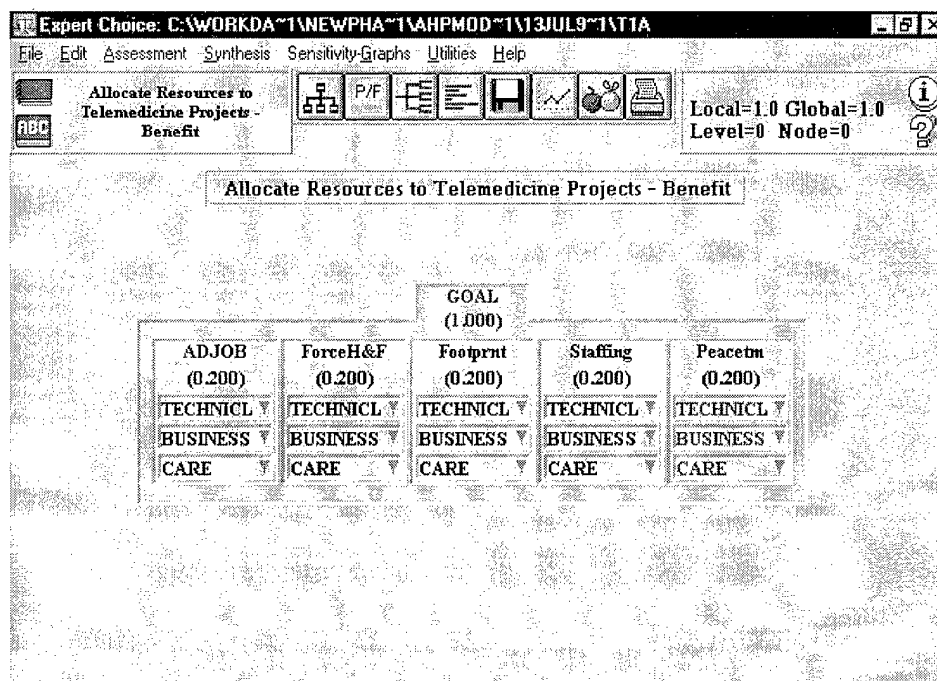 Expert Choice: C:\WORKDA~1\NEWPHA~1\AHPMOD~1\13JUL9~1\T1A
File Edit Assessment Synthesis Sensitivity-Graphs Utilities Help
Allocate Resources to
Telemedicine Projects -
Benefit
ABC
P/F
Local=1.0 Global=1.0
Level=0 Node=0
Allocate Resources to Telemedicine Projects - Benefit
GOAL
(1.000)
ADJOB ForceH&F Footprnt Staffing Peacetm
(0.200) (0.200) (0.200) (0.200) (0.200)
TECHNICL TECHNICL TECHNICL TECHNICL TECHNICL
BUSINESS BUSINESS BUSINESS BUSINESS BUSINESS
CARE CARE CARE CARE CARE